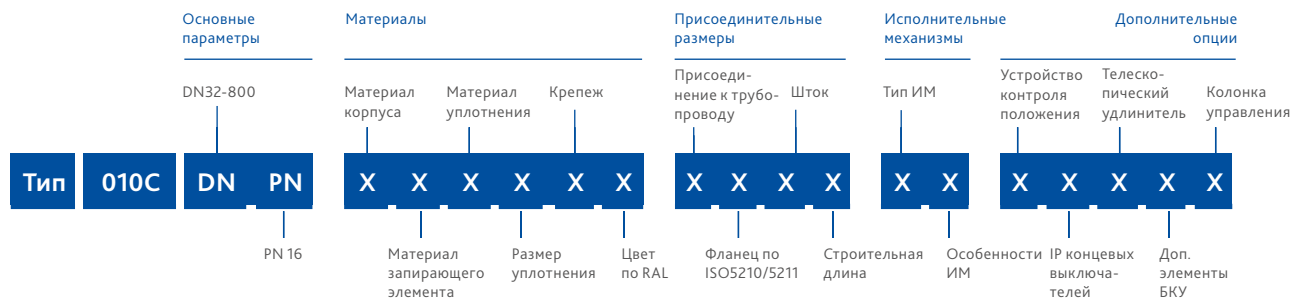 Основные
параметры
Материалы
Присоединительные
размеры
Исполнительные
механизмы
Дополнительные
опции
DN32-800
Материал
корпуса
Материал
уплотнения
Крепеж
Присоеди-
нение к трубо-
проводу
Шток
Тип ИМ
Устройство
контроля
положения
Телеско-
пический
удлинитель
Колонка
управления
Тип 010C DN PN X X X X X X X X X X X X X X X X X
PN 16
Материал
запирающего
элемента
Размер
уплотнения
Цвет
по RAL
Фланец по
ISO5210/5211
Строительная
длина
Особенности
ИМ
IP концевых
выключа-
телей
Доп.
элементы
БКУ